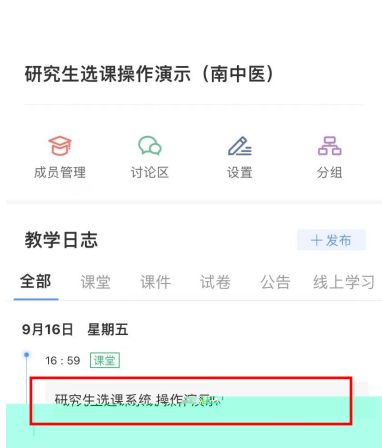 研究生选课操作演示（南中医）
成员管理 讨论区 设置 分组
教学日志 ＋发布
全部 课堂 课件 试卷 公告 线上学习
9月16日 星期五
16：59 课堂
研究生选课系统 操作演